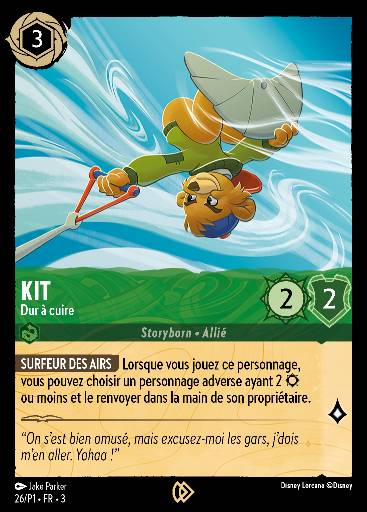 3
KIT
Dur à cuire
2
2
Storyborn • Allié
SURFEUR DES AIRS Lorsque vous jouez ce personnage,
vous pouvez choisir un personnage adverse ayant 2
ou moins et le renvoyer dans la main de son propriétaire.
“On s'est bien amusé, mais excusez-moi les gars, j'dois
m'en aller. Yohaa !”
Jake Parker
Disney Lorcana ©Disney
26/P1 • FR • 3